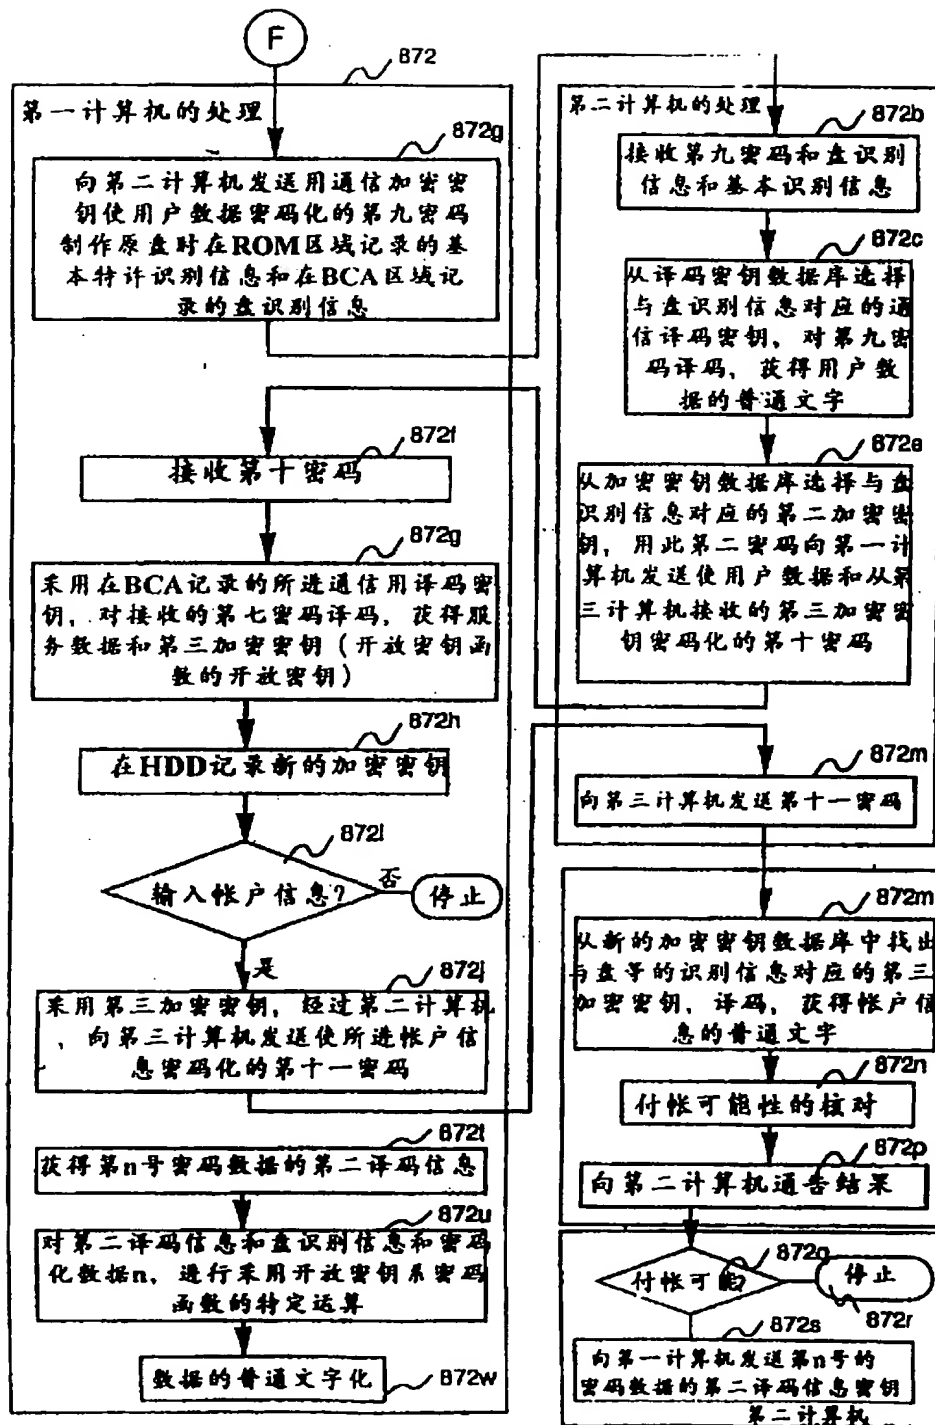 F
872
第一计算机的处理
872g
向第二计算机发送用通信加密密
钥使用户数据密码化的第九密码
制作原盘时在ROM区域记录的基
本特许识别信息和在BCA区域记
录的盘识别信息
872f
接收第十密码
872g
采用在BCA记录的所进通信用译码密
钥，对接收的第七密码译码，获得服
务数据和第三加密密钥（开放密钥函
数的开放密钥）
872h
在HDD记录新的加密密钥
872i
输入帐户信息?
否
停止
是
872j
采用第三加密密钥，经过第二计算机
，向第三计算机发送使所进帐户信
息密码化的第十一密码
872t
获得第n号密码数据的第二译码信息
872u
对第二译码信息和盘识别信息和密码
化数据n，进行采用开放密钥系密码
函数的特定运算
数据的普通文字化
872w
第二计算机的处理
872b
接收第九密码和盘识别
信息和基本识别信息
872c
从译码密钥数据库选择
与盘识别信息对应的通
信译码密钥，对第九密
码译码，获得用户数
据的普通文字
872e
从加密密钥数据库选择与盘
识别信息对应的第二加密密
钥，用此第二密码向第一计
算机发送使用户数据和从第
三计算机接收的第三加密密
钥密码化的第十密码
872m
向第三计算机发送第十一密码
872m
从新的加密密钥数据库中找出
与盘等的识别信息对应的第三
加密密钥，译码，获得帐户信
息的普通文字
872n
付帐可能性的核对
872p
向第二计算机通告结果
872q
付帐可能
停止
872r
872s
向第一计算机发送第n号的
密码数据的第二译码信息密钥
第二计算机